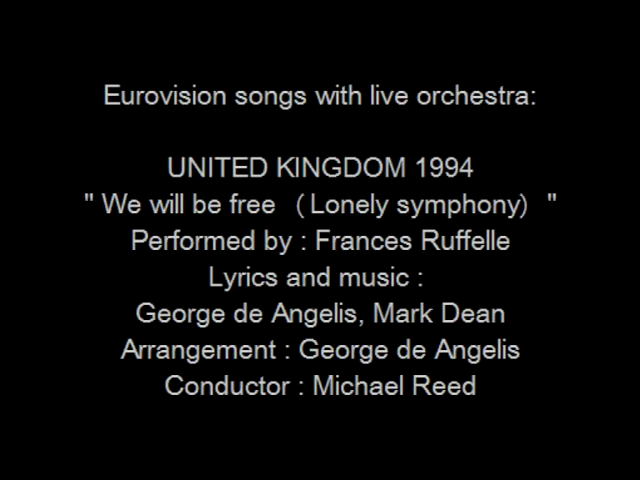 Eurovision songs with live orchestra:
UNITED KINGDOM 1994
" We will be free  ( Lonely symphony)  "
Performed by : Frances Ruffelle
Lyrics and music :
George de Angelis, Mark Dean
Arrangement : George de Angelis
Conductor : Michael Reed